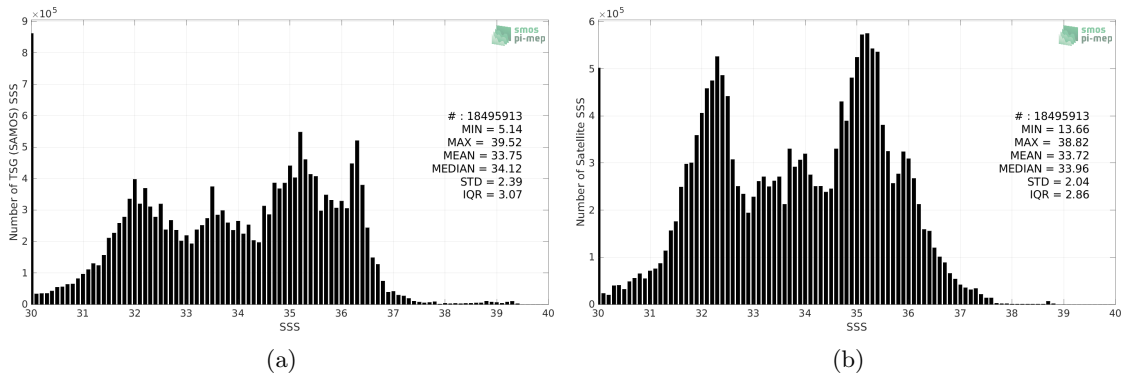 ×10⁵
9
8
7
6
5
4
3
2
1
0
Number of TSG (SAMOS) SSS
smos
pi-mep
# : 18495913
MIN = 5.14
MAX = 39.52
MEAN = 33.75
MEDIAN = 34.12
STD = 2.39
IQR = 3.07
30 31 32 33 34 35 36 37 38 39 40
SSS
(a)
×10⁵
6
5
4
3
2
1
0
Number of Satellite SSS
smos
pi-mep
# : 18495913
MIN = 13.66
MAX = 38.82
MEAN = 33.72
MEDIAN = 33.96
STD = 2.04
IQR = 2.86
30 31 32 33 34 35 36 37 38 39 40
SSS
(b)